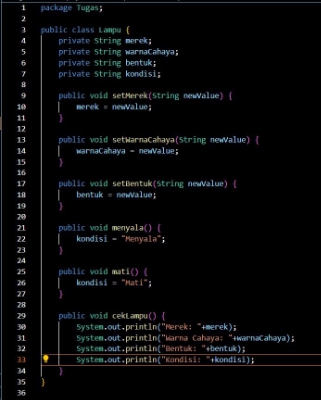 1 package Tugas;
2
3 public class Lampu {
4 private String merek;
5 private String warnaCahaya;
6 private String bentuk;
7 private String kondisi;
8
9 public void setMerek(String newValue) {
10 merek = newValue;
11 }
12
13 public void setWarnaCahaya(String newValue) {
14 warnaCahaya = newValue;
15 }
16
17 public void setBentuk(String newValue) {
18 bentuk = newValue;
19 }
20
21 public void menyala() {
22 kondisi = "Menyala";
23 }
24
25 public void mati() {
26 kondisi = "Mati";
27 }
28
29 public void cekLampu() {
30 System.out.println("Merek: "+merek);
31 System.out.println("Warna Cahaya: "+warnaCahaya);
32 System.out.println("Bentuk: "+bentuk);
33 System.out.println("Kondisi: "+kondisi);
34 }
35 }
36